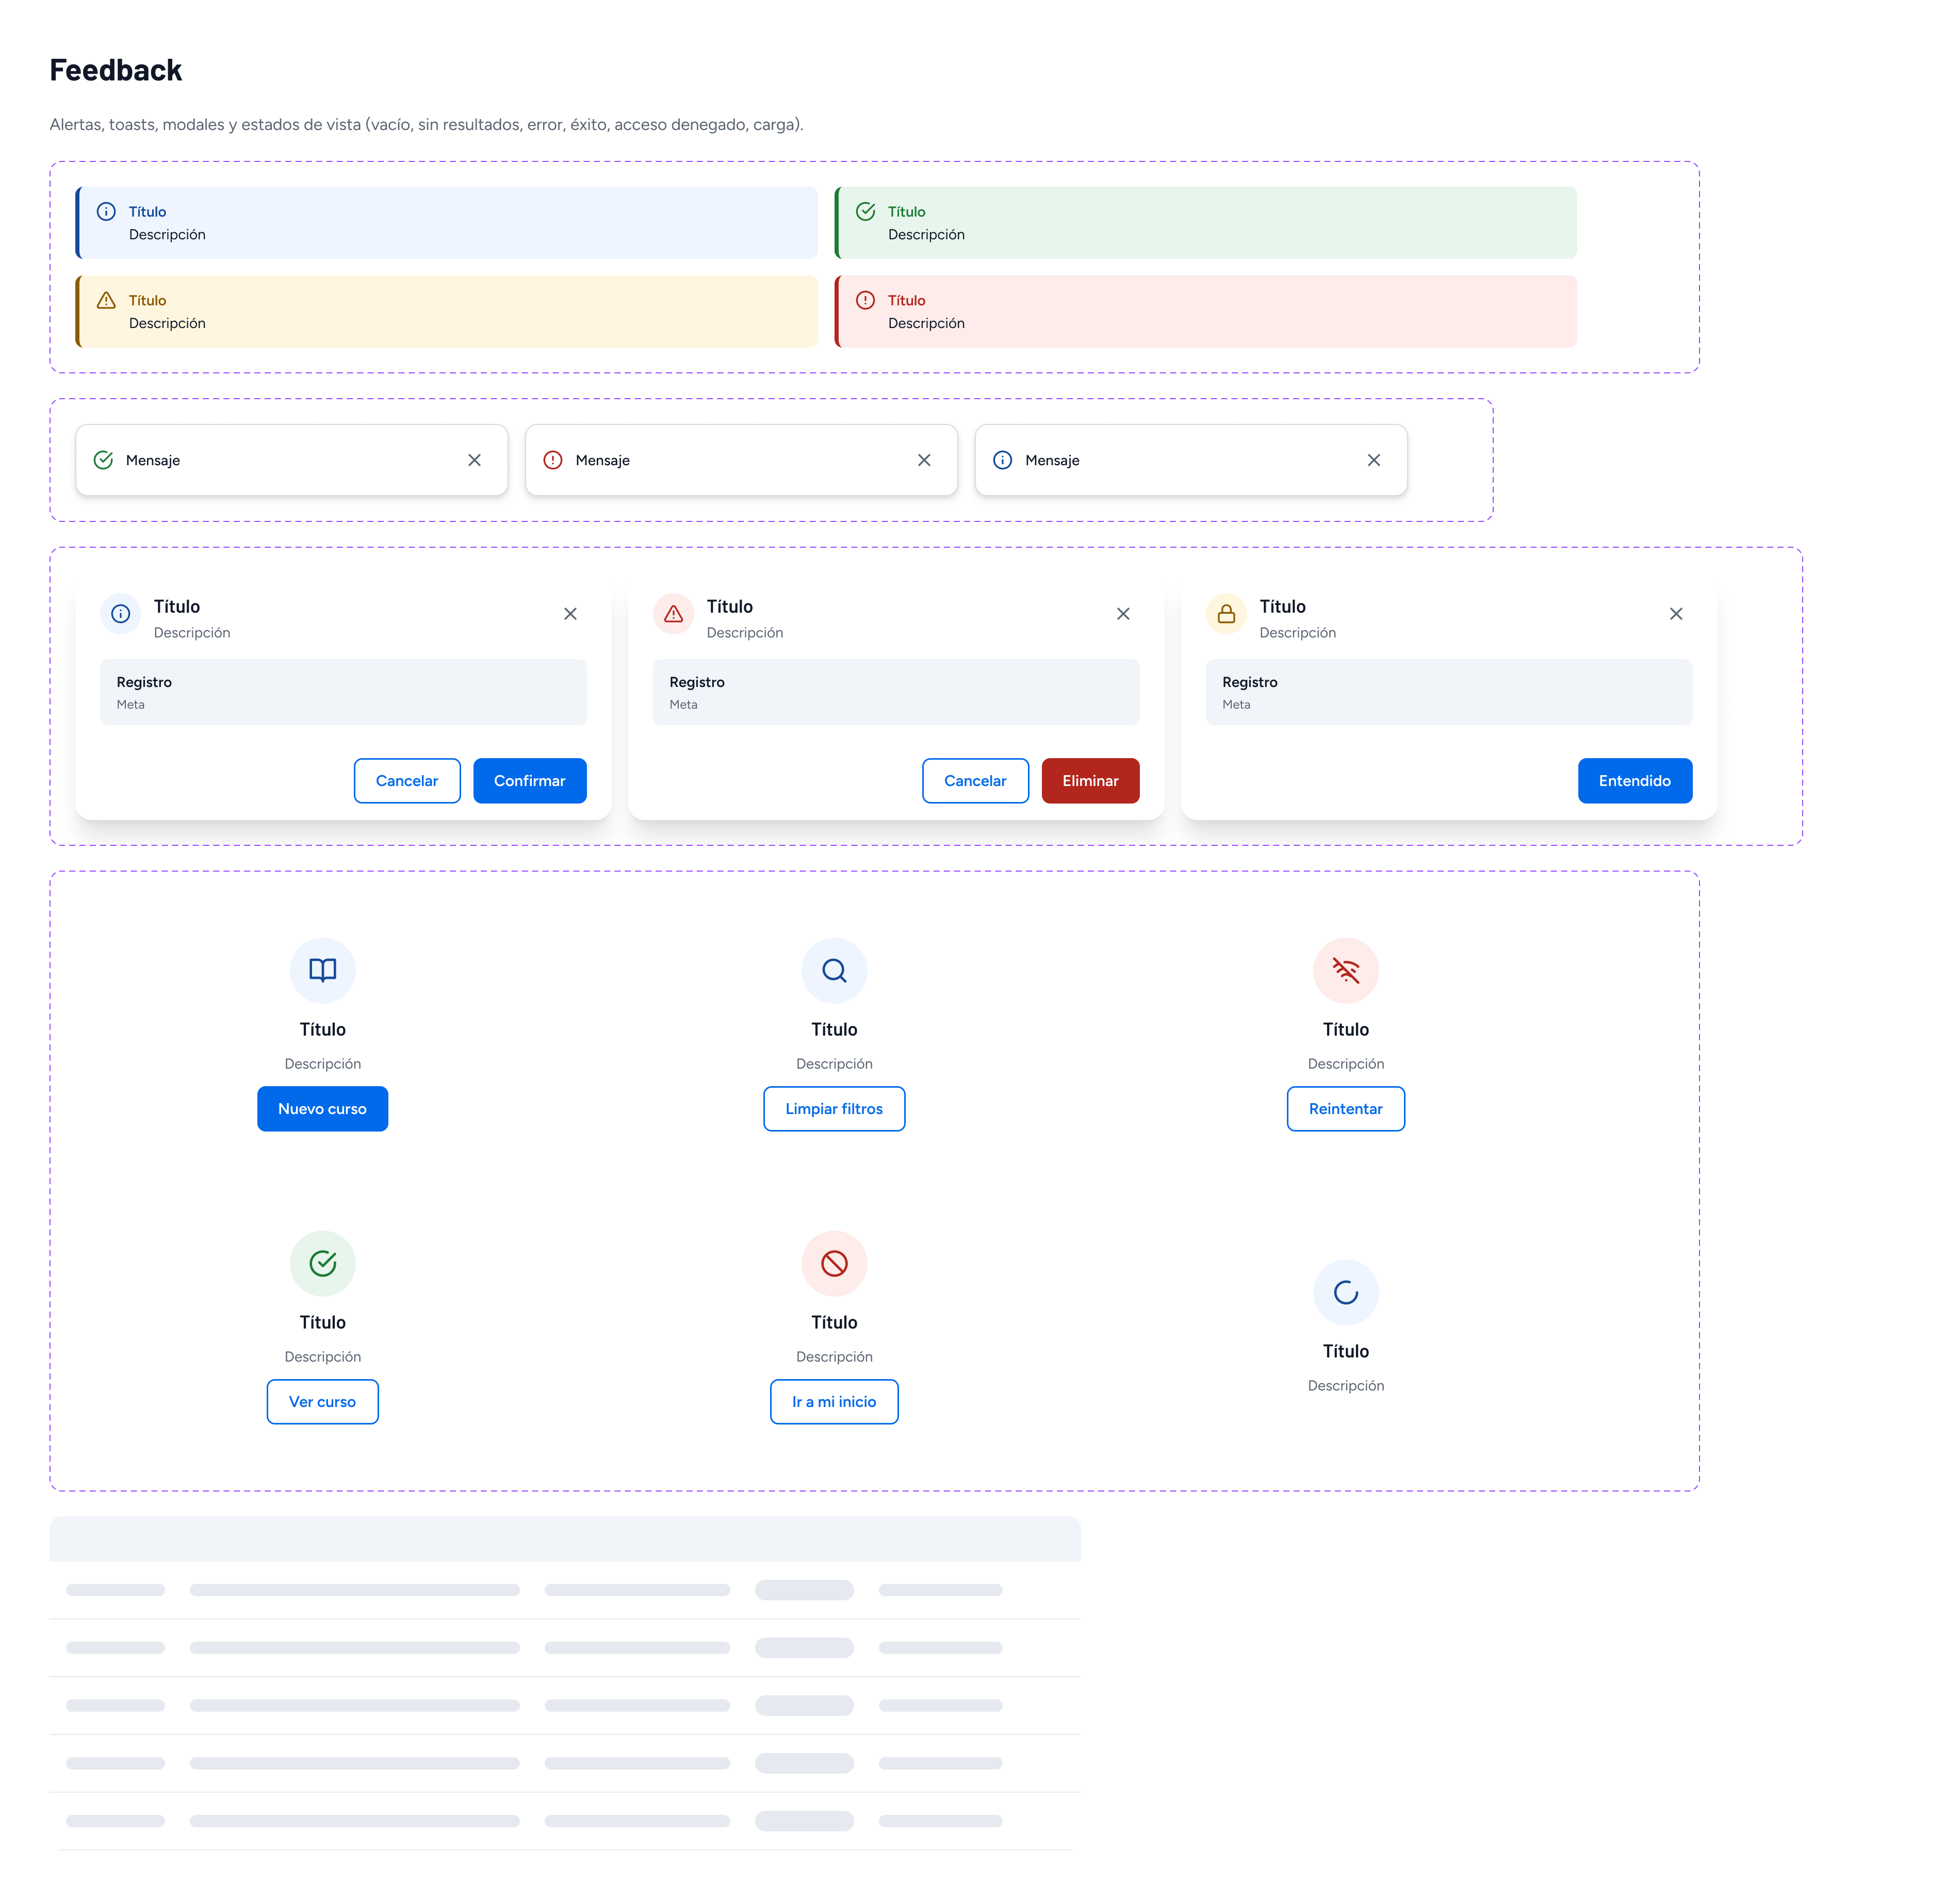 Feedback
Alertas, toasts, modales y estados de vista (vacío, sin resultados, error, éxito, acceso denegado, carga).
Título
Descripción
Título
Descripción
Título
Descripción
Título
Descripción
Mensaje
Mensaje
Mensaje
Título
Descripción
Registro
Meta
Cancelar
Confirmar
Título
Descripción
Registro
Meta
Cancelar
Eliminar
Título
Descripción
Registro
Meta
Entendido
Título
Descripción
Nuevo curso
Título
Descripción
Limpiar filtros
Título
Descripción
Reintentar
Título
Descripción
Ver curso
Título
Descripción
Ir a mi inicio
Título
Descripción